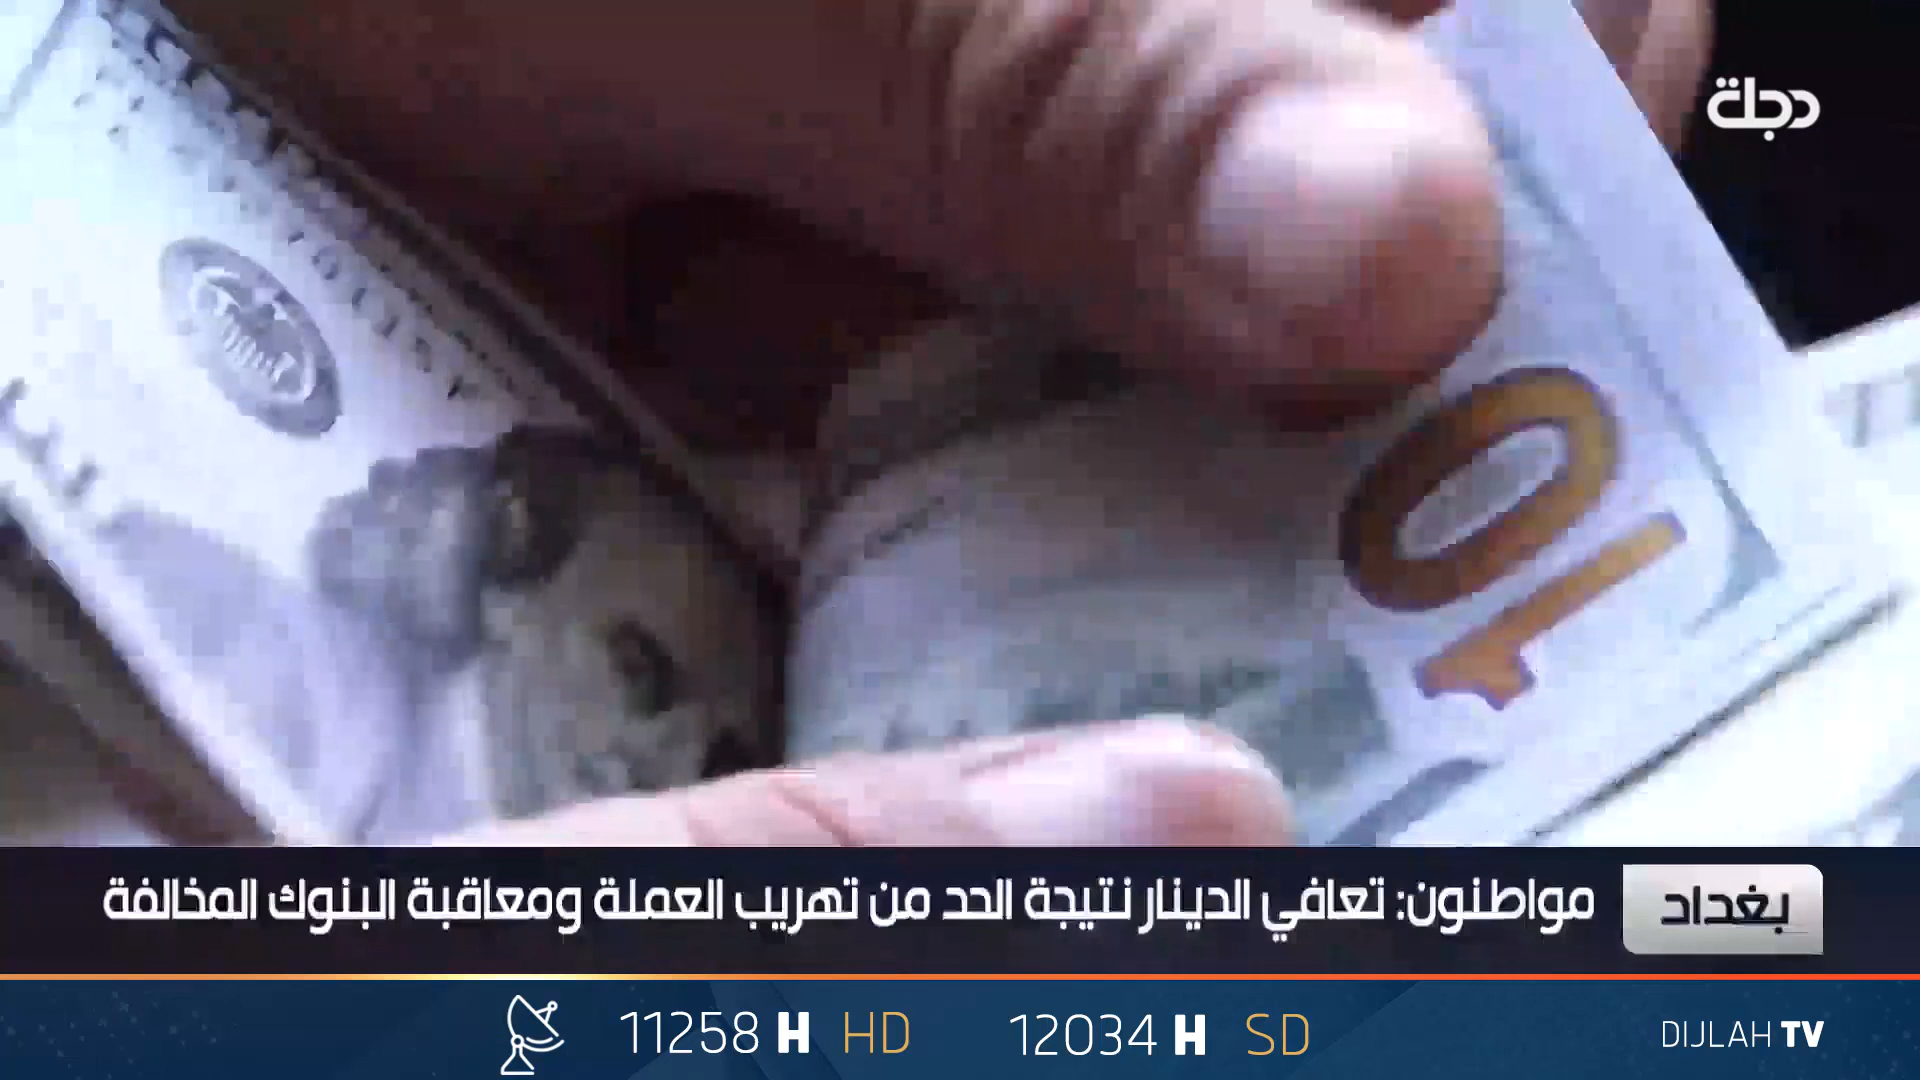 دجلة
10
بغداد
مواطنون: تعافي الدينار نتيجة الحد من تهريب العملة ومعاقبة البنوك المخالفة
11258 H HD 12034 H SD
DIJLAH TV